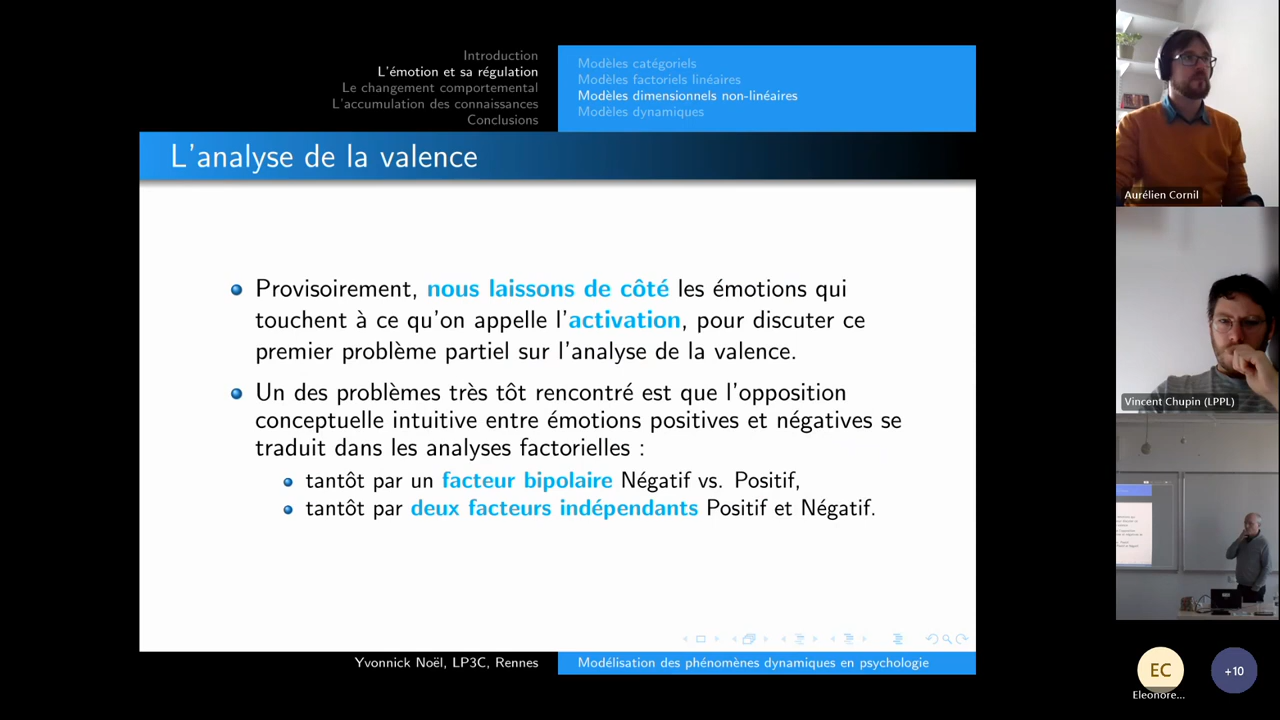 Introduction
L'émotion et sa régulation
Le changement comportemental
L'accumulation des connaissances
Conclusions
Modèles catégoriels
Modèles factoriels linéaires
Modèles dimensionnels non-linéaires
Modèles dynamiques
L'analyse de la valence
Provisoirement, nous laissons de côté les émotions qui
touchent à ce qu'on appelle l'activation, pour discuter ce
premier problème partiel sur l'analyse de la valence.
Un des problèmes très tôt rencontré est que l'opposition
conceptuelle intuitive entre émotions positives et négatives se
traduit dans les analyses factorielles :
tantôt par un facteur bipolaire Négatif vs. Positif,
tantôt par deux facteurs indépendants Positif et Négatif.
Yvonnick Noël, LP3C, Rennes
Modélisation des phénomènes dynamiques en psychologie
Aurélien Cornil
Vincent Chupin (LPPL)
EC
Eleonore...
+10